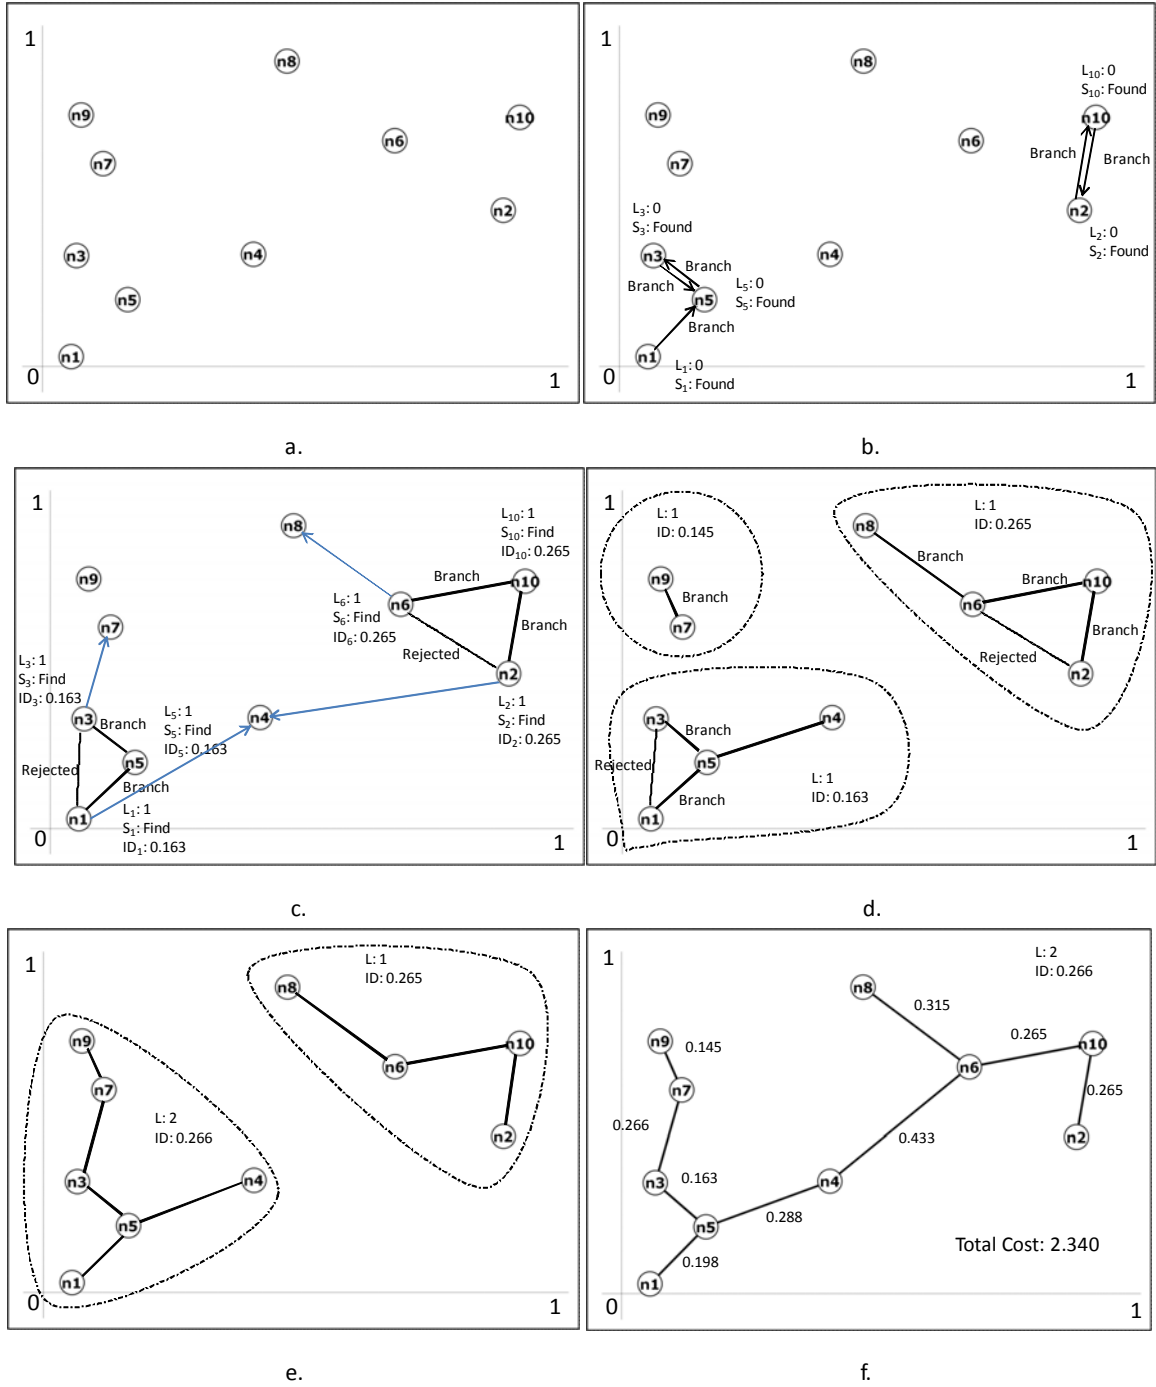 1
n8
n9
n10
n6
n7
n2
n3
n4
n5
n1
0
1
a.
1
n8
L10: 0
S10: Found
n9
n10
n6
Branch
Branch
n7
L3: 0
S3: Found
n2
L2: 0
S2: Found
n3
n4
Branch
Branch
L5: 0
S5: Found
n5
Branch
n1
L1: 0
S1: Found
0
1
b.
1
n8
L10: 1
S10: Find
ID10: 0.265
n9
Branch
n10
L6: 1
S6: Find
ID6: 0.265
n6
n7
Branch
Rejected
L3: 1
S3: Find
ID3: 0.163
n2
L2: 1
S2: Find
ID2: 0.265
L5: 1
S5: Find
ID5: 0.163
n3
Branch
n4
n5
Rejected
Branch
n1
L1: 1
S1: Find
ID1: 0.163
0
1
c.
1
L: 1
ID: 0.145
L: 1
ID: 0.265
n8
Branch
n9
Branch
n10
Branch
n6
n7
Branch
Rejected
n2
n3
n4
Branch
n5
Rejected
L: 1
ID: 0.163
Branch
n1
0
1
d.
1
L: 1
ID: 0.265
n8
n9
n10
n6
n7
L: 2
ID: 0.266
n2
n3
n4
n5
n1
0
1
e.
1
L: 2
ID: 0.266
n8
0.315
0.265
n9
0.145
n10
n6
n7
0.265
0.266
0.433
n2
0.163
n3
n4
0.288
n5
0.198
Total Cost: 2.340
n1
0
1
f.